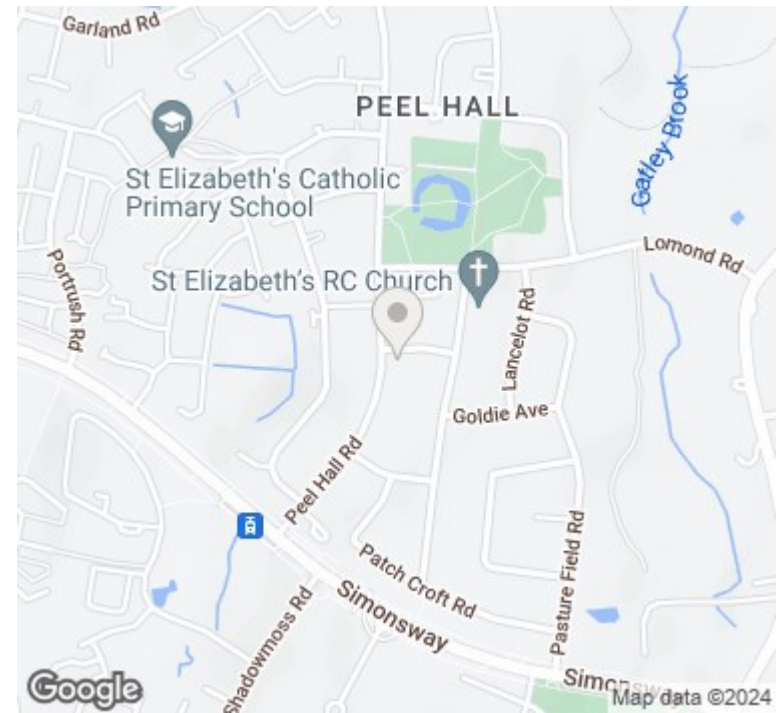 Garland Rd
PEEL HALL
Gatley Brook
St Elizabeth's Catholic
Primary School
Lomond Rd
St Elizabeth's RC Church
Portrush Rd
Lancelot Rd
Goldie Ave
Peel Hall Rd
Patch Croft Rd
Pasture Field Rd
Simonsway
Shadowmoss Rd
Simonsway
Google
Map data ©2024